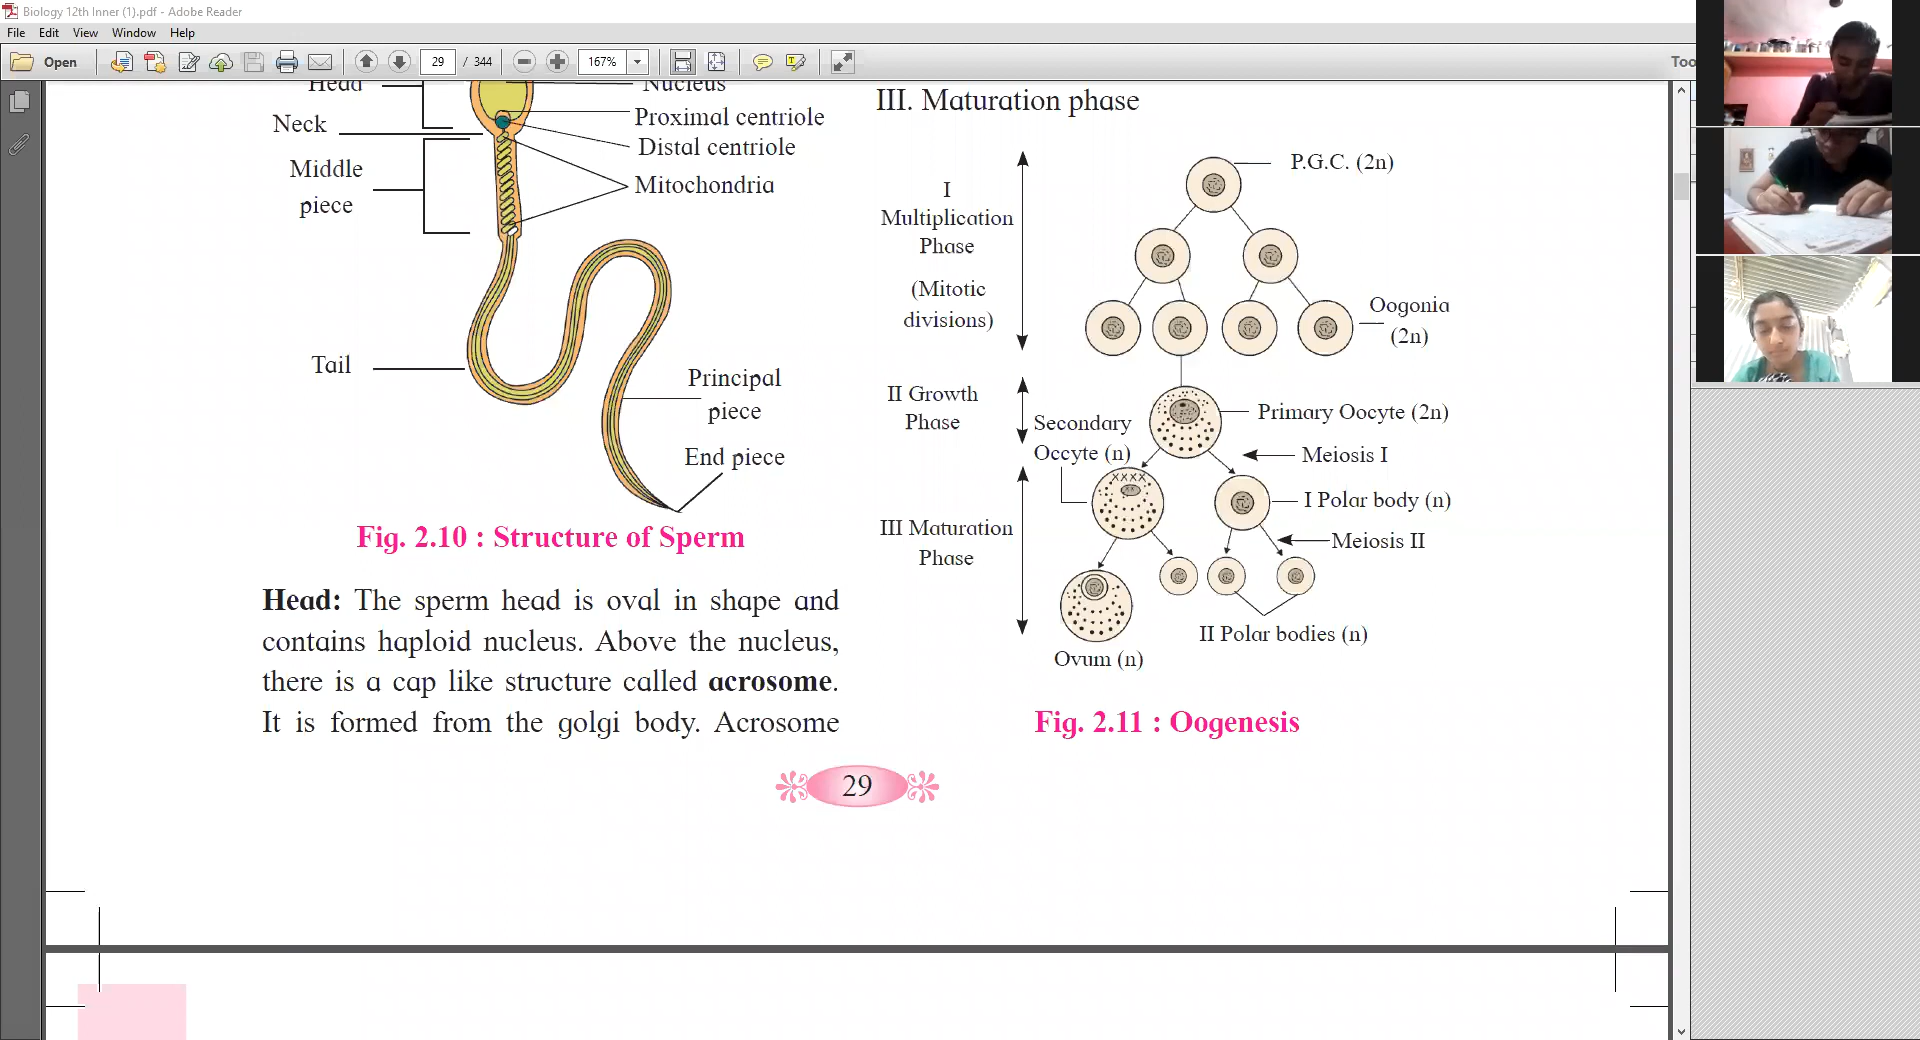 Biology 12th Inner (1).pdf - Adobe Reader
File Edit View Window Help
Open 29 / 344 167% Too
Head
Neck
Middle
piece
Tail
Nucleus
Proximal centriole
Distal centriole
Mitochondria
Principal
piece
End piece
Fig. 2.10 : Structure of Sperm
Head: The sperm head is oval in shape and
contains haploid nucleus. Above the nucleus,
there is a cap like structure called acrosome.
It is formed from the golgi body. Acrosome
III. Maturation phase
I
Multiplication
Phase
(Mitotic
divisions)
P.G.C. (2n)
Oogonia
(2n)
II Growth
Phase
Secondary
Occyte (n)
Primary Oocyte (2n)
Meiosis I
I Polar body (n)
III Maturation
Phase
Meiosis II
II Polar bodies (n)
Ovum (n)
Fig. 2.11 : Oogenesis
29